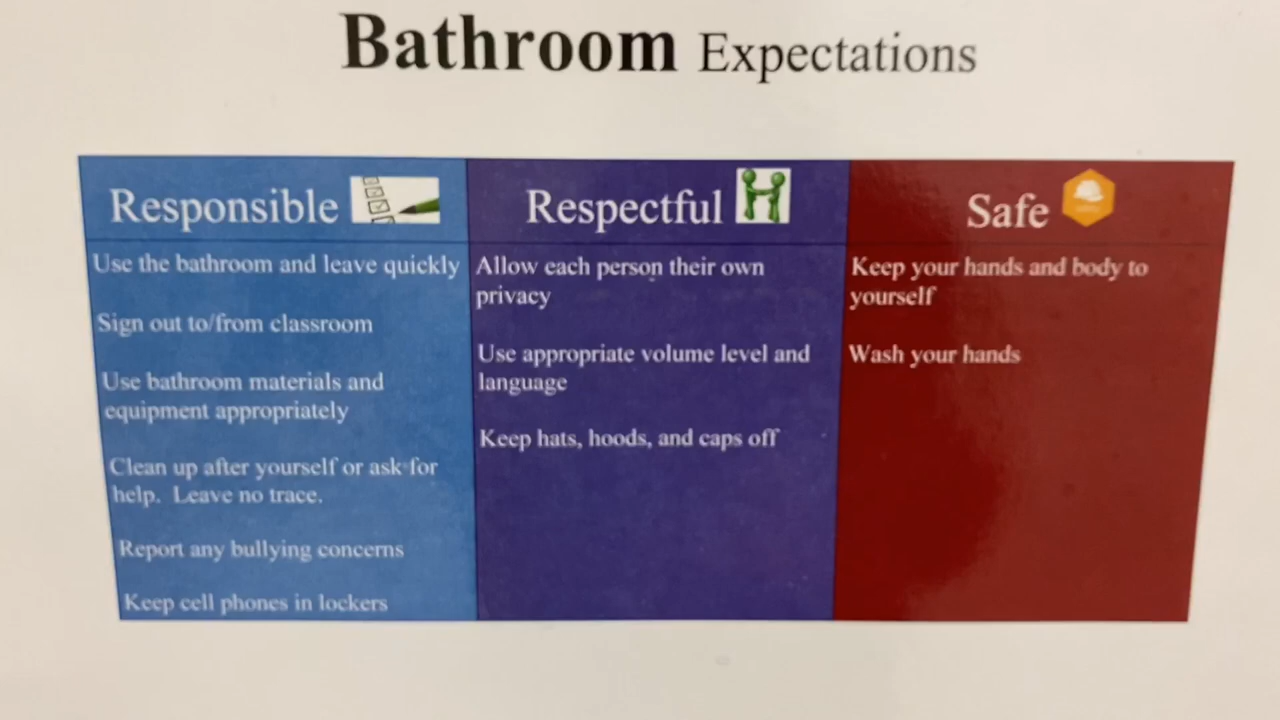 Bathroom Expectations
Responsible
Use the bathroom and leave quickly
Sign out to/from classroom
Use bathroom materials and
equipment appropriately
Clean up after yourself or ask for
help. Leave no trace.
Report any bullying concerns
Keep cell phones in lockers
Respectful
Allow each person their own
privacy
Use appropriate volume level and
language
Keep hats, hoods, and caps off
Safe
Keep your hands and body to
yourself
Wash your hands